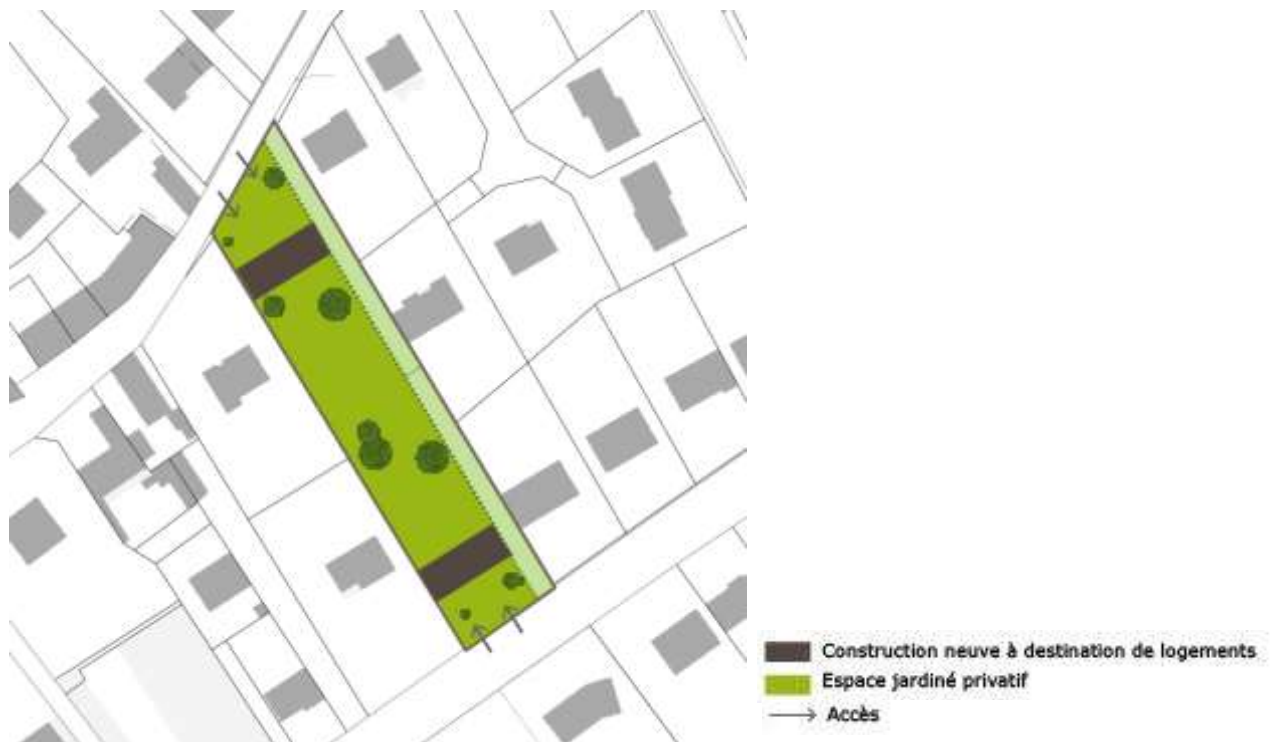 Construction neuve à destination de logements
Espace jardiné privatif
Accès